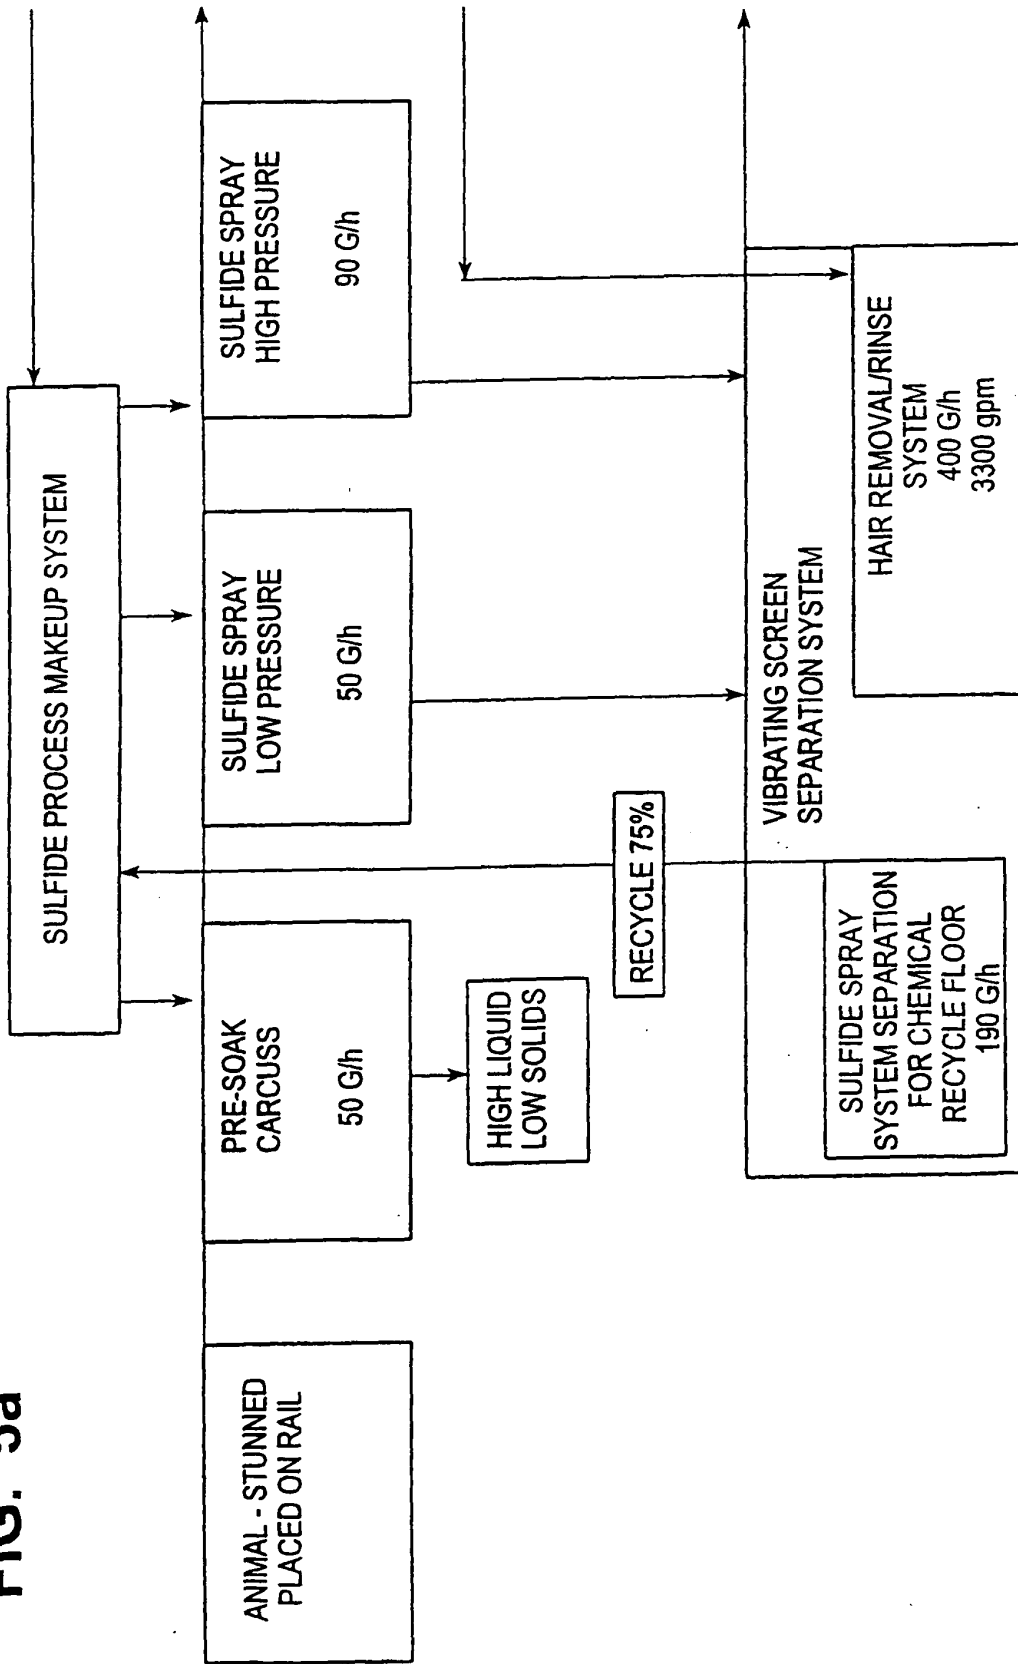 FIG. 5a
SULFIDE PROCESS MAKEUP SYSTEM
ANIMAL - STUNNED
PLACED ON RAIL
PRE-SOAK
CARCUSS
50 G/h
SULFIDE SPRAY
LOW PRESSURE
50 G/h
SULFIDE SPRAY
HIGH PRESSURE
90 G/h
HIGH LIQUID
LOW SOLIDS
RECYCLE 75%
VIBRATING SCREEN
SEPARATION SYSTEM
SULFIDE SPRAY
SYSTEM SEPARATION
FOR CHEMICAL
RECYCLE FLOOR
190 G/h
HAIR REMOVAL/RINSE
SYSTEM
400 G/h
3300 gpm